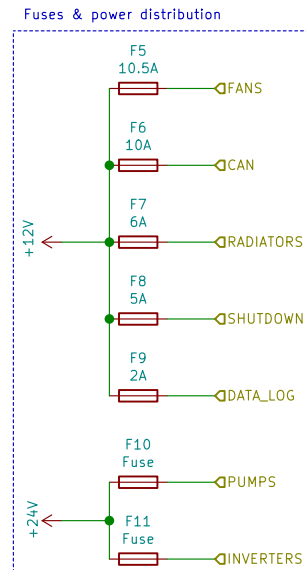 Fuses & power distribution
F5
10.5A
FANS
F6
10A
CAN
F7
6A
+12V
RADIATORS
F8
5A
SHUTDOWN
F9
2A
DATA_LOG
F10
Fuse
PUMPS
+24V
F11
Fuse
INVERTERS